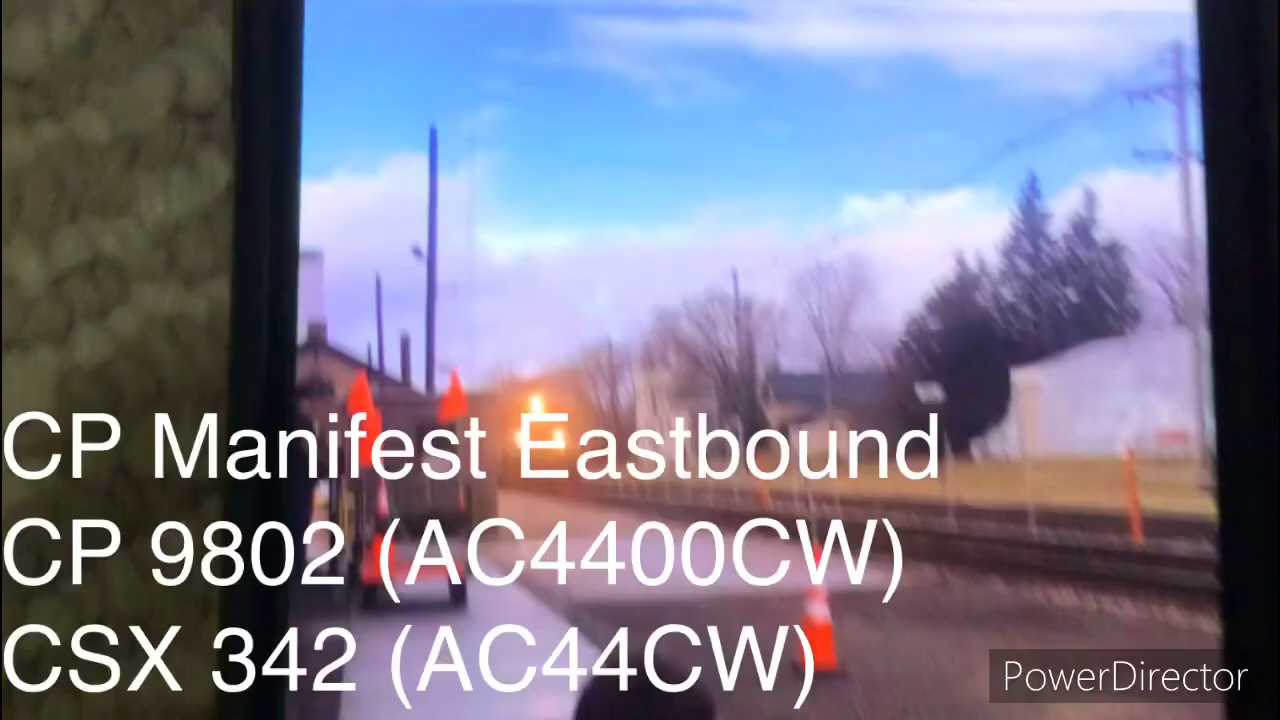 CP Manifest Eastbound
CP 9802 (AC4400CW)
CSX 342 (AC44CW)
PowerDirector